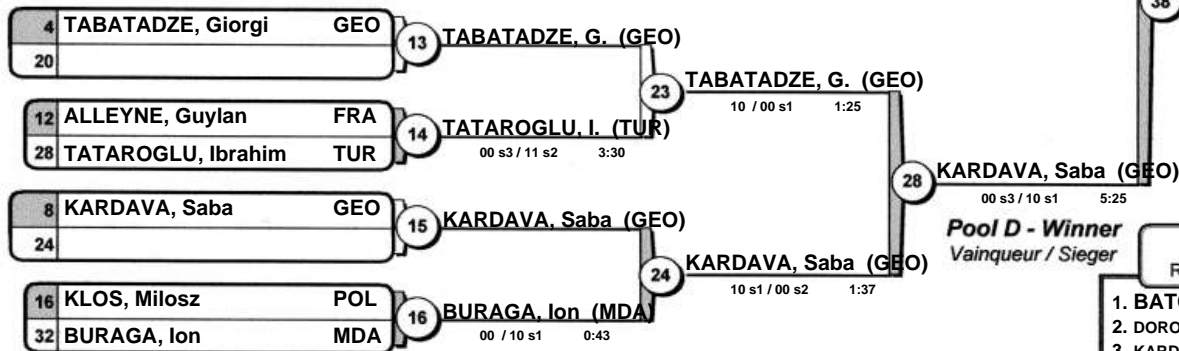 38
4 TABATADZE, Giorgi GEO
20
13
TABATADZE, G. (GEO)
12 ALLEYNE, Guylan FRA
28 TATAROGLU, Ibrahim TUR
14
TATAROGLU, I. (TUR)
00 s3 / 11 s2 3:30
23
TABATADZE, G. (GEO)
10 / 00 s1 1:25
8 KARDAVA, Saba GEO
24
15
KARDAVA, Saba (GEO)
16 KLOS, Milosz POL
32 BURAGA, Ion MDA
16
BURAGA, Ion (MDA)
00 / 10 s1 0:43
24
KARDAVA, Saba (GEO)
10 s1 / 00 s2 1:37
28
KARDAVA, Saba (GEO)
00 s3 / 10 s1 5:25
Pool D - Winner
Vainqueur / Sieger
R
1. BAT
2. DORO